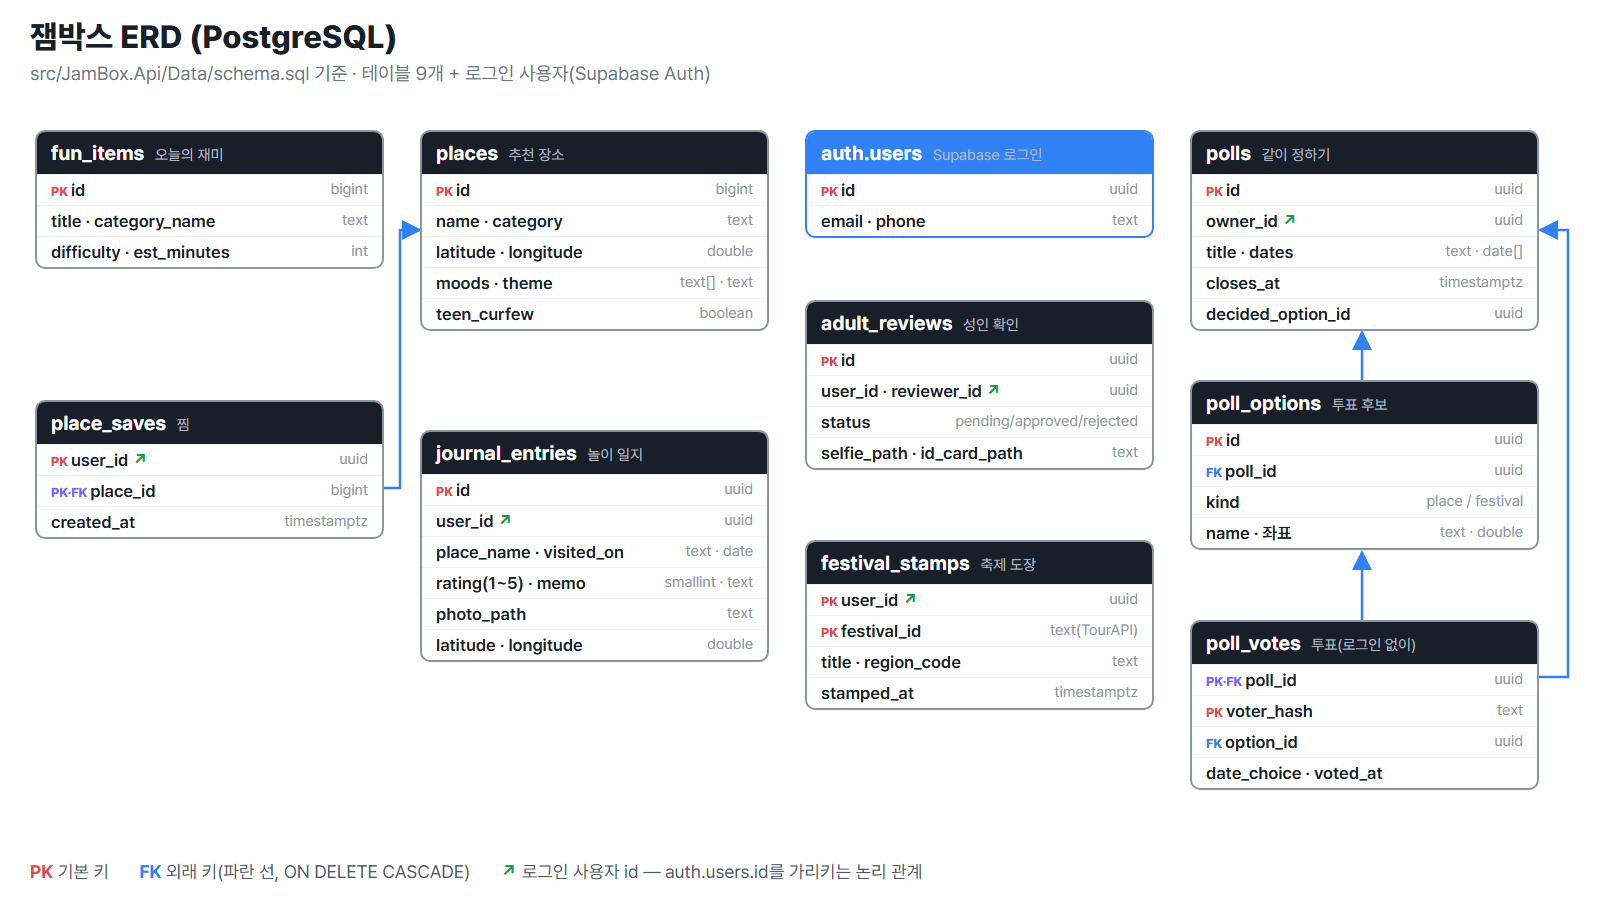 잼박스 ERD (PostgreSQL)
src/JamBox.Api/Data/schema.sql 기준 · 테이블 9개 + 로그인 사용자(Supabase Auth)
fun_items 오늘의 재미
PK id bigint
title · category_name text
difficulty · est_minutes int
places 추천 장소
PK id bigint
name · category text
latitude · longitude double
moods · theme text[] · text
teen_curfew boolean
auth.users Supabase 로그인
PK id uuid
email · phone text
polls 같이 정하기
PK id uuid
owner_id ↗ uuid
title · dates text · date[]
closes_at timestamptz
decided_option_id uuid
place_saves 찜
PK user_id ↗ uuid
PK·FK place_id bigint
created_at timestamptz
journal_entries 놀이 일지
PK id uuid
user_id ↗ uuid
place_name · visited_on text · date
rating(1~5) · memo smallint · text
photo_path text
latitude · longitude double
adult_reviews 성인 확인
PK id uuid
user_id · reviewer_id ↗ uuid
status pending/approved/rejected
selfie_path · id_card_path text
festival_stamps 축제 도장
PK user_id ↗ uuid
PK festival_id text(TourAPI)
title · region_code text
stamped_at timestamptz
poll_options 투표 후보
PK id uuid
FK poll_id uuid
kind place / festival
name · 좌표 text · double
poll_votes 투표(로그인 없이)
PK·FK poll_id uuid
PK voter_hash text
FK option_id uuid
date_choice · voted_at
PK 기본 키 FK 외래 키(파란 선, ON DELETE CASCADE) ↗ 로그인 사용자 id — auth.users.id를 가리키는 논리 관계